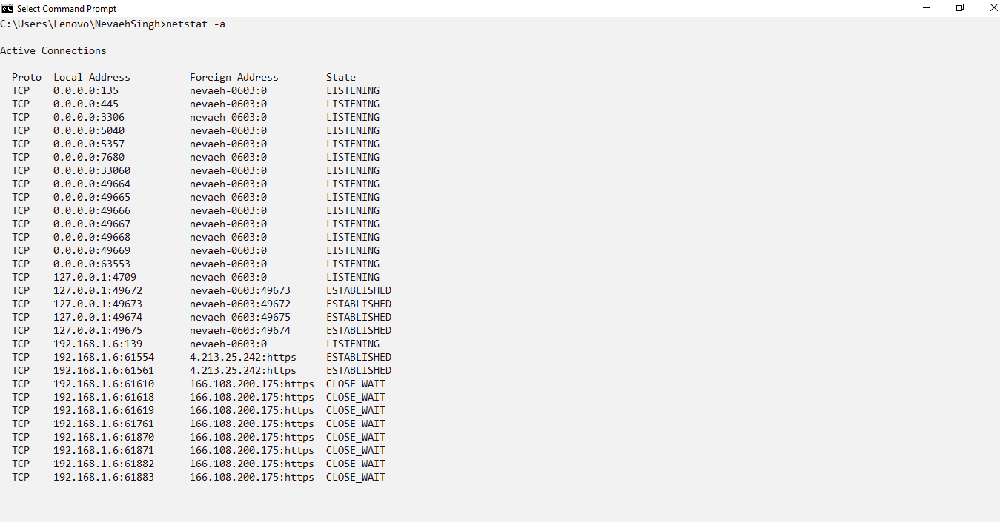 Select Command Prompt
C:\Users\Lenovo\NevaehSingh>netstat -a
Active Connections
Proto  Local Address          Foreign Address        State
TCP    0.0.0.0:135            nevaeh-0603:0          LISTENING
TCP    0.0.0.0:445            nevaeh-0603:0          LISTENING
TCP    0.0.0.0:3306           nevaeh-0603:0          LISTENING
TCP    0.0.0.0:5040           nevaeh-0603:0          LISTENING
TCP    0.0.0.0:5357           nevaeh-0603:0          LISTENING
TCP    0.0.0.0:7680           nevaeh-0603:0          LISTENING
TCP    0.0.0.0:33060          nevaeh-0603:0          LISTENING
TCP    0.0.0.0:49664          nevaeh-0603:0          LISTENING
TCP    0.0.0.0:49665          nevaeh-0603:0          LISTENING
TCP    0.0.0.0:49666          nevaeh-0603:0          LISTENING
TCP    0.0.0.0:49667          nevaeh-0603:0          LISTENING
TCP    0.0.0.0:49668          nevaeh-0603:0          LISTENING
TCP    0.0.0.0:49669          nevaeh-0603:0          LISTENING
TCP    0.0.0.0:63553          nevaeh-0603:0          LISTENING
TCP    127.0.0.1:4709         nevaeh-0603:0          LISTENING
TCP    127.0.0.1:49672        nevaeh-0603:49673      ESTABLISHED
TCP    127.0.0.1:49673        nevaeh-0603:49672      ESTABLISHED
TCP    127.0.0.1:49674        nevaeh-0603:49675      ESTABLISHED
TCP    127.0.0.1:49675        nevaeh-0603:49674      ESTABLISHED
TCP    192.168.1.6:139        nevaeh-0603:0          LISTENING
TCP    192.168.1.6:61554      4.213.25.242:https     ESTABLISHED
TCP    192.168.1.6:61561      4.213.25.242:https     ESTABLISHED
TCP    192.168.1.6:61610      166.108.200.175:https  CLOSE_WAIT
TCP    192.168.1.6:61618      166.108.200.175:https  CLOSE_WAIT
TCP    192.168.1.6:61619      166.108.200.175:https  CLOSE_WAIT
TCP    192.168.1.6:61761      166.108.200.175:https  CLOSE_WAIT
TCP    192.168.1.6:61870      166.108.200.175:https  CLOSE_WAIT
TCP    192.168.1.6:61871      166.108.200.175:https  CLOSE_WAIT
TCP    192.168.1.6:61882      166.108.200.175:https  CLOSE_WAIT
TCP    192.168.1.6:61883      166.108.200.175:https  CLOSE_WAIT